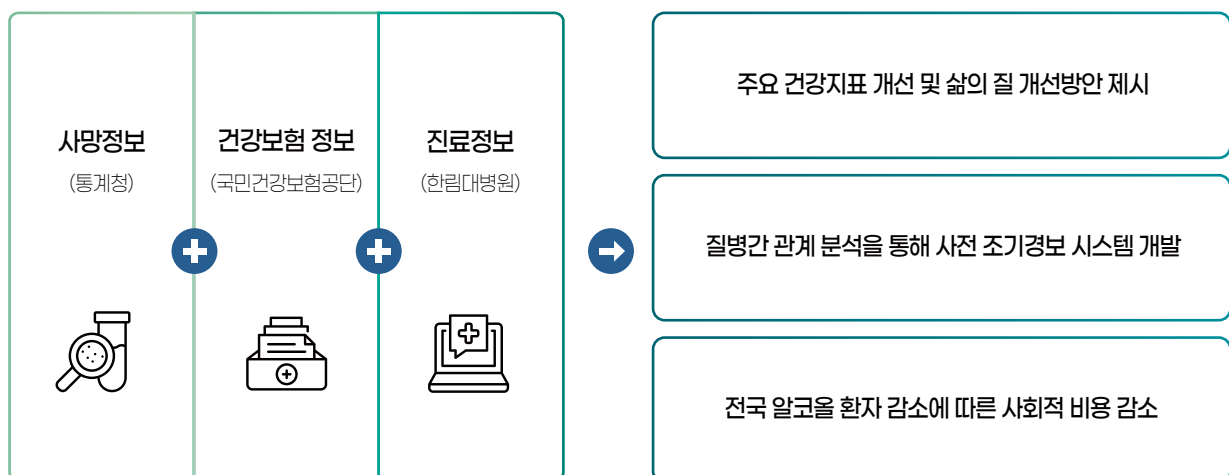 사망정보
(통계청)
건강보험 정보
(국민건강보험공단)
진료정보
(한림대병원)
주요 건강지표 개선 및 삶의 질 개선방안 제시
질병간 관계 분석을 통해 사전 조기경보 시스템 개발
전국 알코올 환자 감소에 따른 사회적 비용 감소